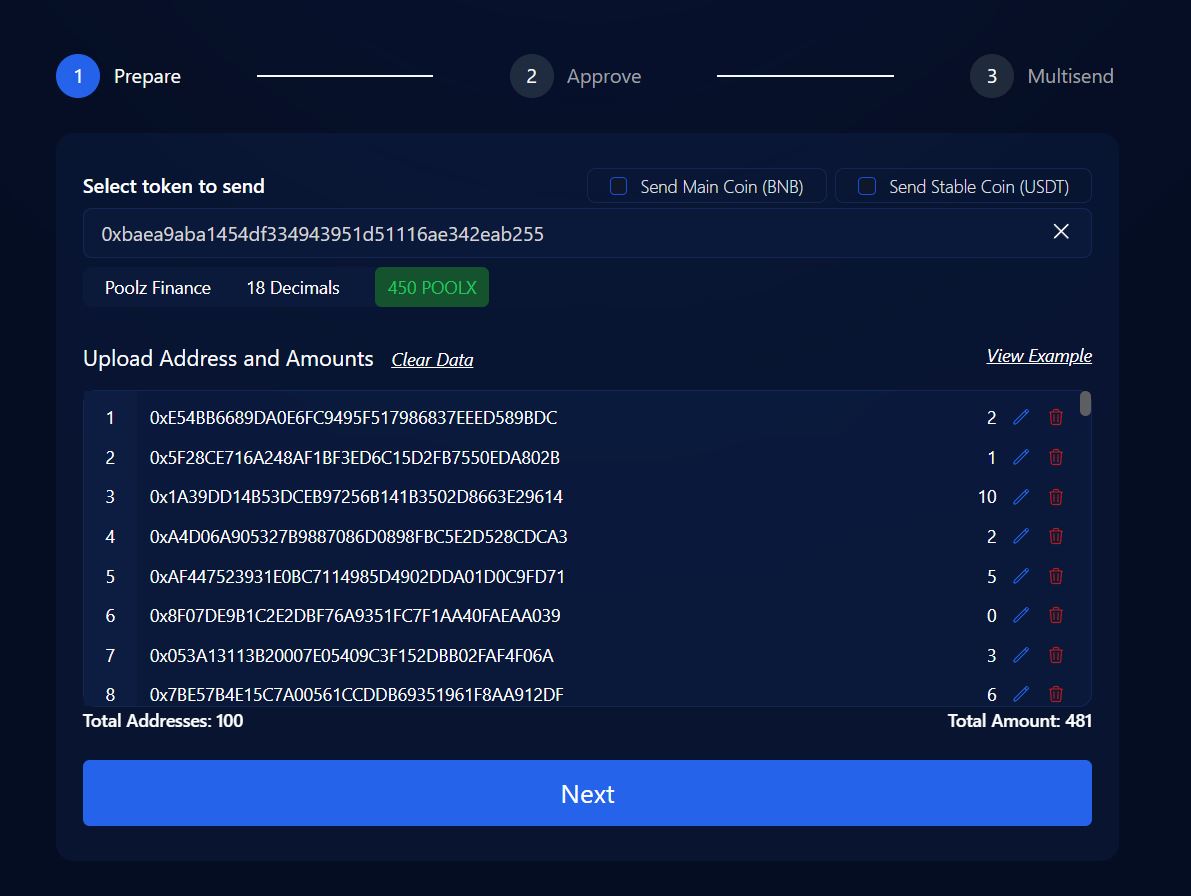 1 Prepare 2 Approve 3 Multisend
Select token to send Send Main Coin (BNB) Send Stable Coin (USDT)
0xbaea9aba1454df334943951d51116ae342eab255
Poolz Finance 18 Decimals 450 POOLX
Upload Address and Amounts Clear Data View Example
1 0xE54BB6689DA0E6FC9495F517986837EEED589BDC 2
2 0x5F28CE716A248AF1BF3ED6C15D2FB7550EDA802B 1
3 0x1A39DD14B53DCEB97256B141B3502D8663E29614 10
4 0xA4D06A905327B9887086D0898FBC5E2D528CDCA3 2
5 0xAF447523931E0BC7114985D4902DDA01D0C9FD71 5
6 0x8F07DE9B1C2E2DBF76A9351FC7F1AA40FAEAA039 0
7 0x053A13113B20007E05409C3F152DBB02FAF4F06A 3
8 0x7BE57B4E15C7A00561CCDDB69351961F8AA912DF 6
Total Addresses: 100 Total Amount: 481
Next